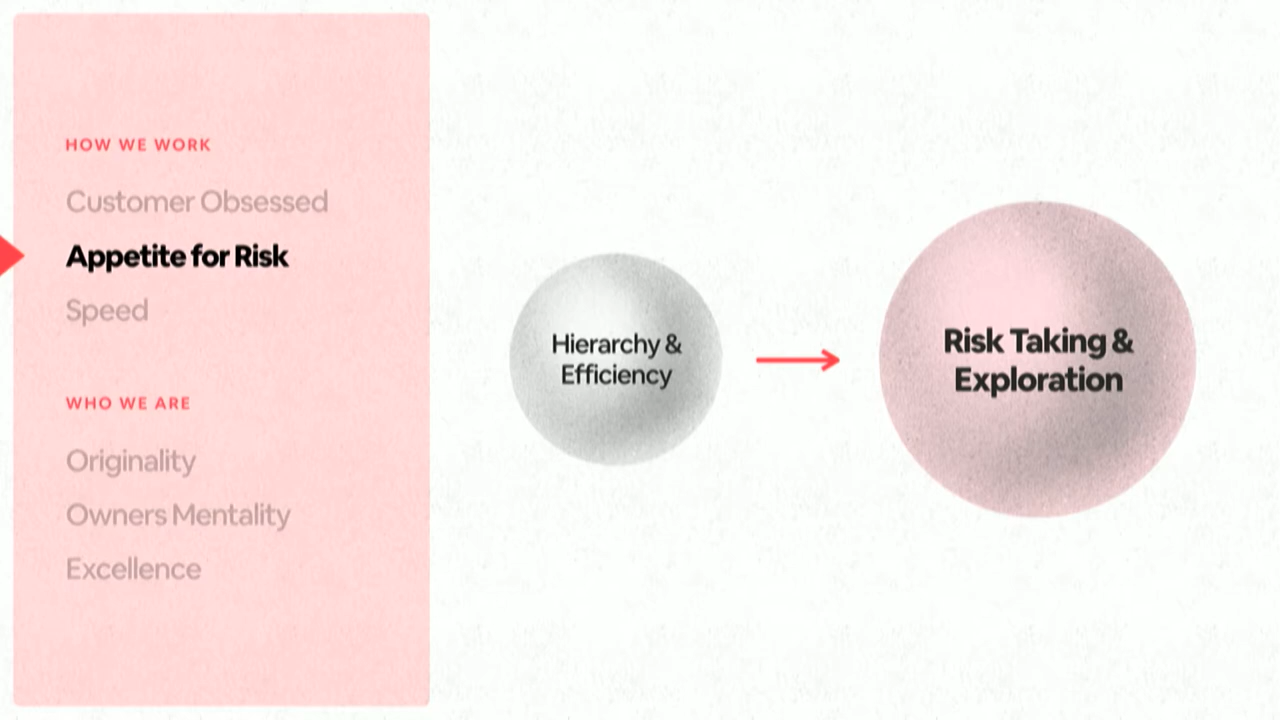 HOW WE WORK
Customer Obsessed
Appetite for Risk
Speed
WHO WE ARE
Originality
Owners Mentality
Excellence
Hierarchy &
Efficiency
Risk Taking &
Exploration